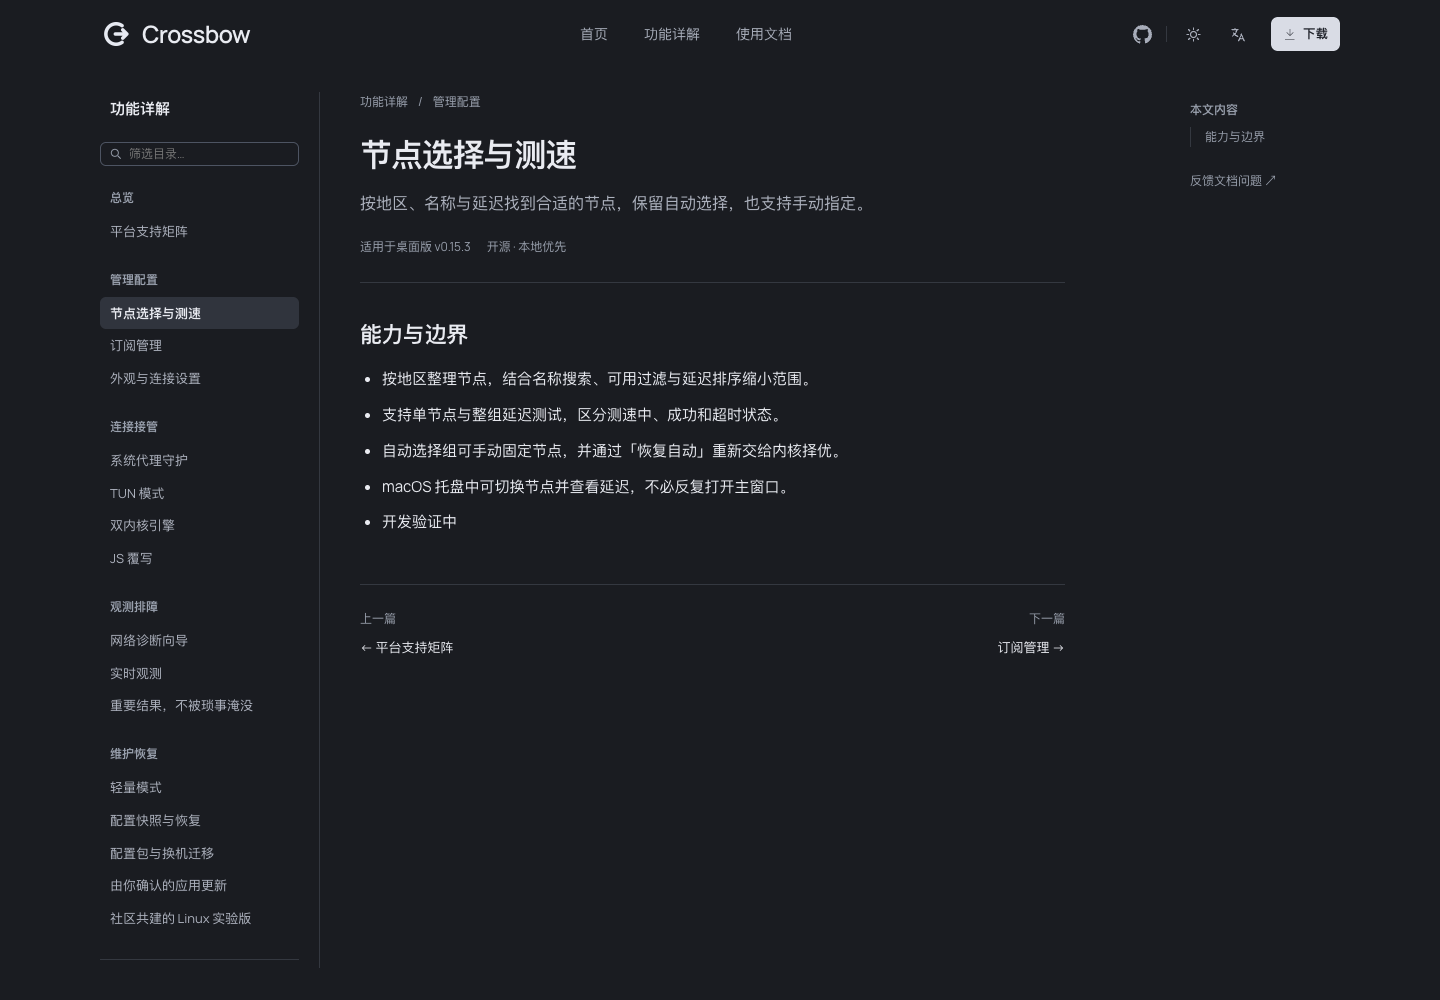 Crossbow
首页
功能详解
使用文档
下载
功能详解
筛选目录...
总览
平台支持矩阵
管理配置
节点选择与测速
订阅管理
外观与连接设置
连接接管
系统代理守护
TUN 模式
双内核引擎
JS 覆写
观测排障
网络诊断向导
实时观测
重要结果，不被琐事淹没
维护恢复
轻量模式
配置快照与恢复
配置包与换机迁移
由你确认的应用更新
社区共建的 Linux 实验版
功能详解 / 管理配置
节点选择与测速
按地区、名称与延迟找到合适的节点，保留自动选择，也支持手动指定。
适用于桌面版 v0.15.3 开源 · 本地优先
能力与边界
• 按地区整理节点，结合名称搜索、可用过滤与延迟排序缩小范围。
• 支持单节点与整组延迟测试，区分测速中、成功和超时状态。
• 自动选择组可手动固定节点，并通过「恢复自动」重新交给内核择优。
• macOS 托盘中可切换节点并查看延迟，不必反复打开主窗口。
• 开发验证中
上一篇
← 平台支持矩阵
下一篇
订阅管理 →
本文内容
能力与边界
反馈文档问题 ↗